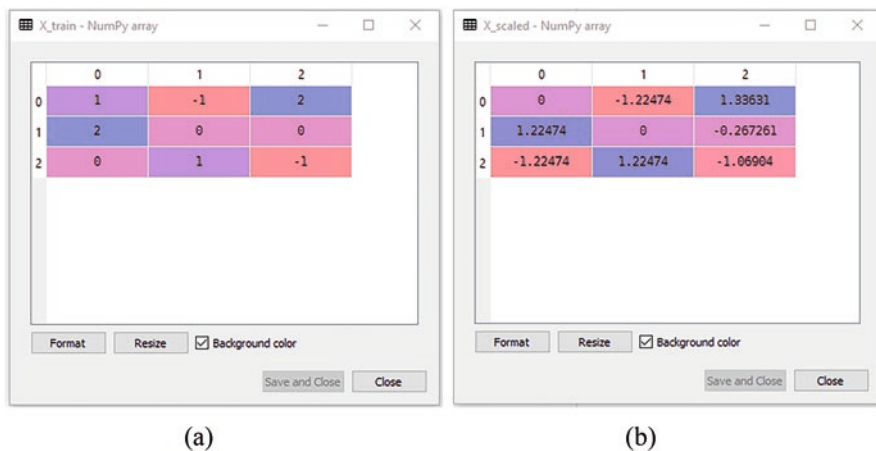 X_train - NumPy array
0 1 2
0 1 -1 2
1 2 0 0
2 0 1 -1
Format Resize Background color
Save and Close Close
(a)
X_scaled - NumPy array
0 1 2
0 0 -1.22474 1.33631
1 1.22474 0 -0.267261
2 -1.22474 1.22474 -1.06904
Format Resize Background color
Save and Close Close
(b)